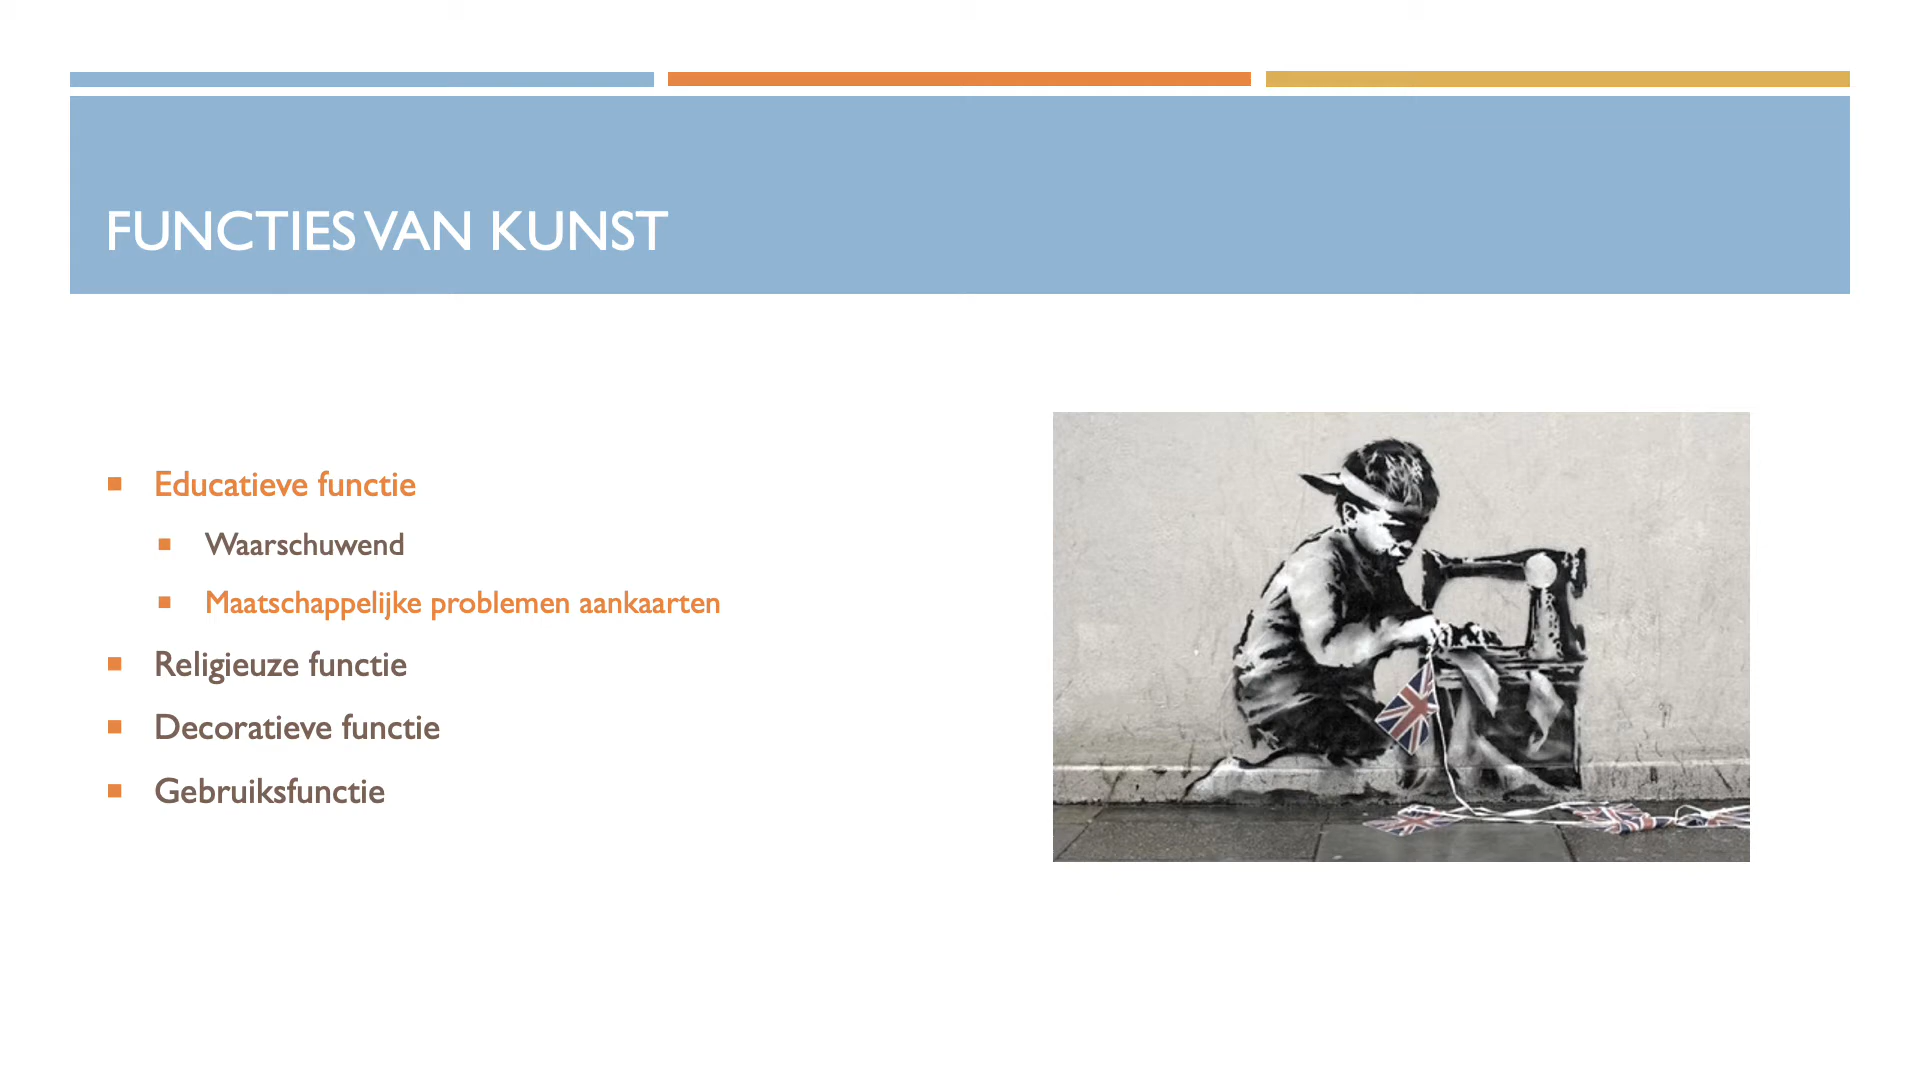 FUNCTIES VAN KUNST
Educatieve functie
Waarschuwend
Maatschappelijke problemen aankaarten
Religieuze functie
Decoratieve functie
Gebruiksfunctie